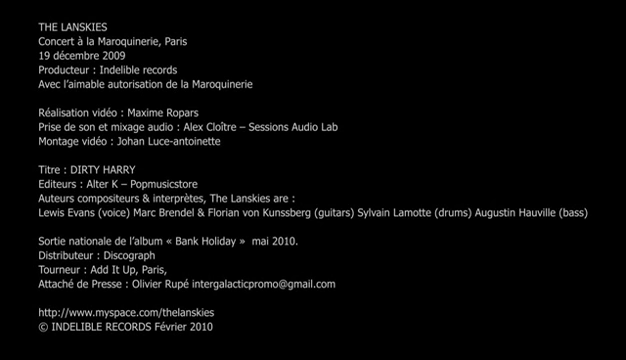 THE LANSKIES
Concert à la Maroquinerie, Paris
19 décembre 2009
Producteur : Indelible records
Avec l'aimable autorisation de la Maroquinerie
Réalisation vidéo : Maxime Ropars
Prise de son et mixage audio : Alex Cloître – Sessions Audio Lab
Montage vidéo : Johan Luce-antoinette
Titre : DIRTY HARRY
Editeurs : Alter K – Popmusicstore
Auteurs compositeurs & interprètes, The Lanskies are :
Lewis Evans (voice) Marc Brendel & Florian von Kunssberg (guitars) Sylvain Lamotte (drums) Augustin Hauville (bass)
Sortie nationale de l'album « Bank Holiday »  mai 2010.
Distributeur : Discograph
Tourneur : Add It Up, Paris,
Attaché de Presse : Olivier Rupé intergalacticpromo@gmail.com
http://www.myspace.com/thelanskies
© INDELIBLE RECORDS Février 2010